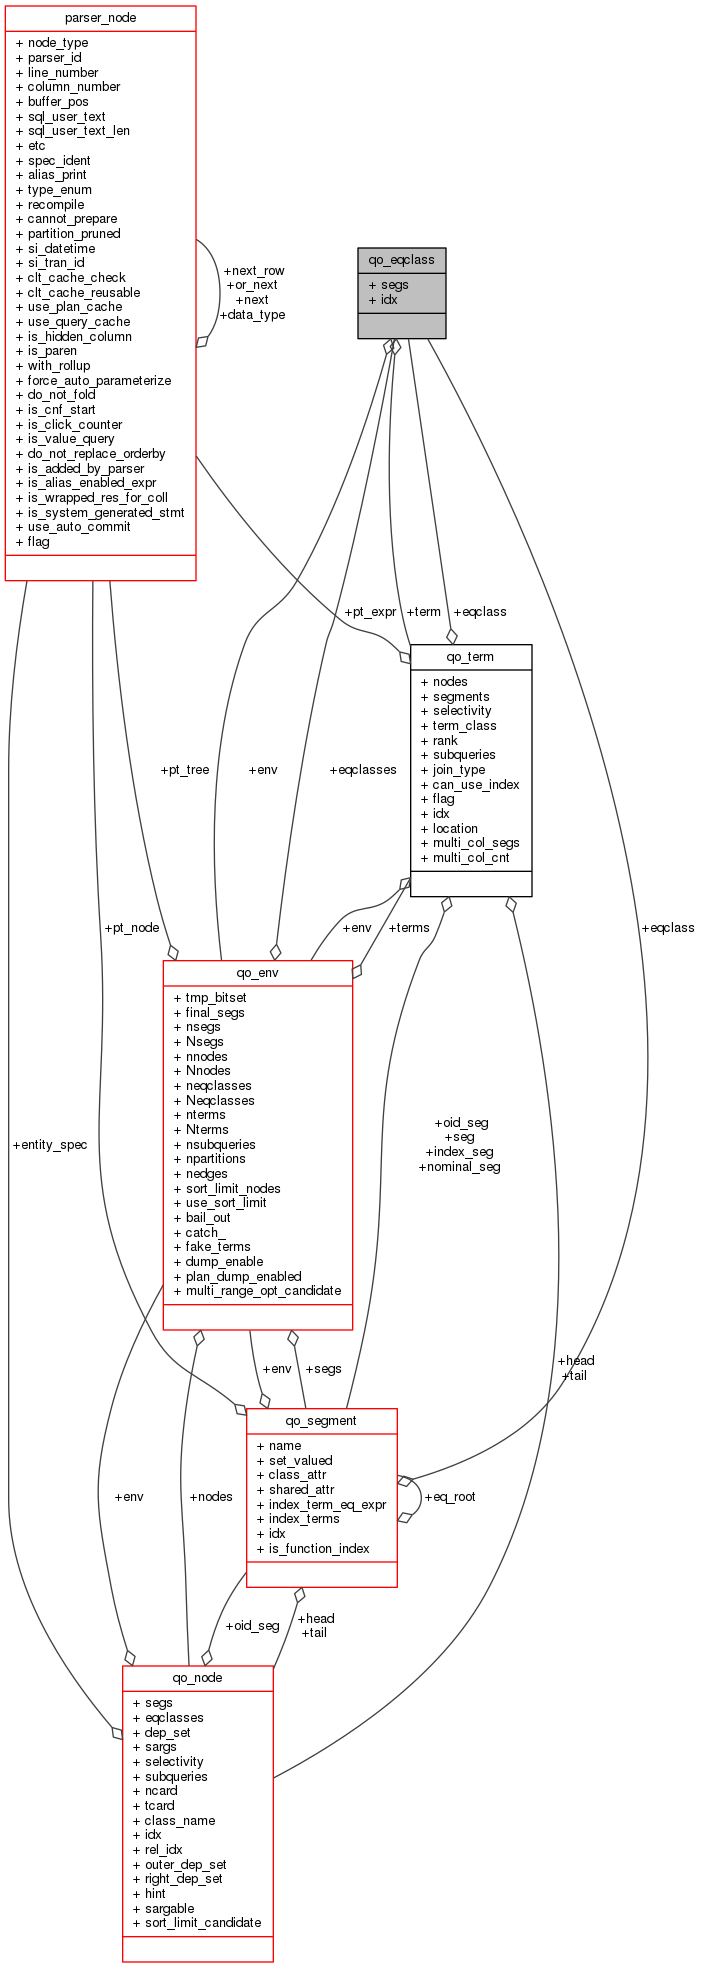 parser_node
+ node_type
+ parser_id
+ line_number
+ column_number
+ buffer_pos
+ sql_user_text
+ sql_user_text_len
+ etc
+ spec_ident
+ alias_print
+ type_enum
+ recompile
+ cannot_prepare
+ partition_pruned
+ si_datetime
+ si_tran_id
+ clt_cache_check
+ clt_cache_reusable
+ use_plan_cache
+ use_query_cache
+ is_hidden_column
+ is_paren
+ with_rollup
+ force_auto_parameterize
+ do_not_fold
+ is_cnf_start
+ is_click_counter
+ is_value_query
+ do_not_replace_orderby
+ is_added_by_parser
+ is_alias_enabled_expr
+ is_wrapped_res_for_coll
+ is_system_generated_stmt
+ use_auto_commit
+ flag
+next_row
+or_next
+next
+data_type
qo_eqclass
+ segs
+ idx
+pt_expr
+term
+eqclass
qo_term
+ nodes
+ segments
+ selectivity
+ term_class
+ rank
+ subqueries
+ join_type
+ can_use_index
+ flag
+ idx
+ location
+ multi_col_segs
+ multi_col_cnt
+pt_tree
+env
+eqclasses
+pt_node
+env
+terms
+eqclass
qo_env
+ tmp_bitset
+ final_segs
+ nsegs
+ Nsegs
+ nnodes
+ Nnodes
+ neqclasses
+ Neqclasses
+ nterms
+ Nterms
+ nsubqueries
+ npartitions
+ nedges
+ sort_limit_nodes
+ use_sort_limit
+ bail_out
+ catch_
+ fake_terms
+ dump_enable
+ plan_dump_enabled
+ multi_range_opt_candidate
+entity_spec
+oid_seg
+seg
+index_seg
+nominal_seg
+env
+segs
+head
+tail
qo_segment
+ name
+ set_valued
+ class_attr
+ shared_attr
+ index_term_eq_expr
+ index_terms
+ idx
+ is_function_index
+eq_root
+env
+nodes
+oid_seg
+head
+tail
qo_node
+ segs
+ eqclasses
+ dep_set
+ sargs
+ selectivity
+ subqueries
+ ncard
+ tcard
+ class_name
+ idx
+ rel_idx
+ outer_dep_set
+ right_dep_set
+ hint
+ sargable
+ sort_limit_candidate